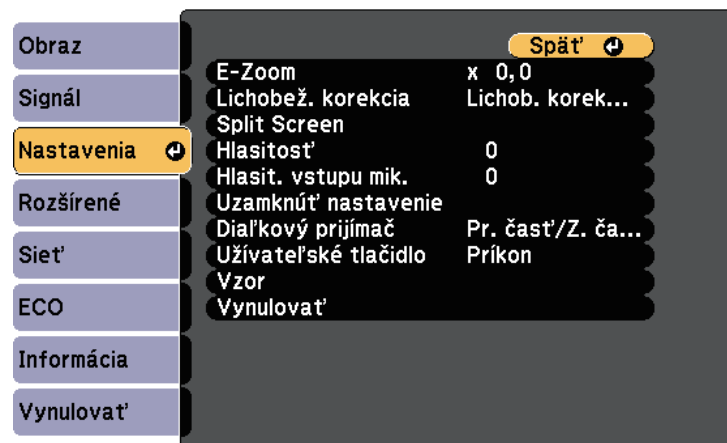 Obraz
Signál
Nastavenia
Rozšírené
Sieť
ECO
Informácia
Vynulovať
Späť
E-Zoom x 0,0
Lichobež. korekcia Lichob. korek...
Split Screen
Hlasitosť 0
Hlasit. vstupu mik. 0
Uzamknúť nastavenie
Diaľkový prijímač Pr. časť/Z. ča...
Užívateľské tlačidlo Príkon
Vzor
Vynulovať